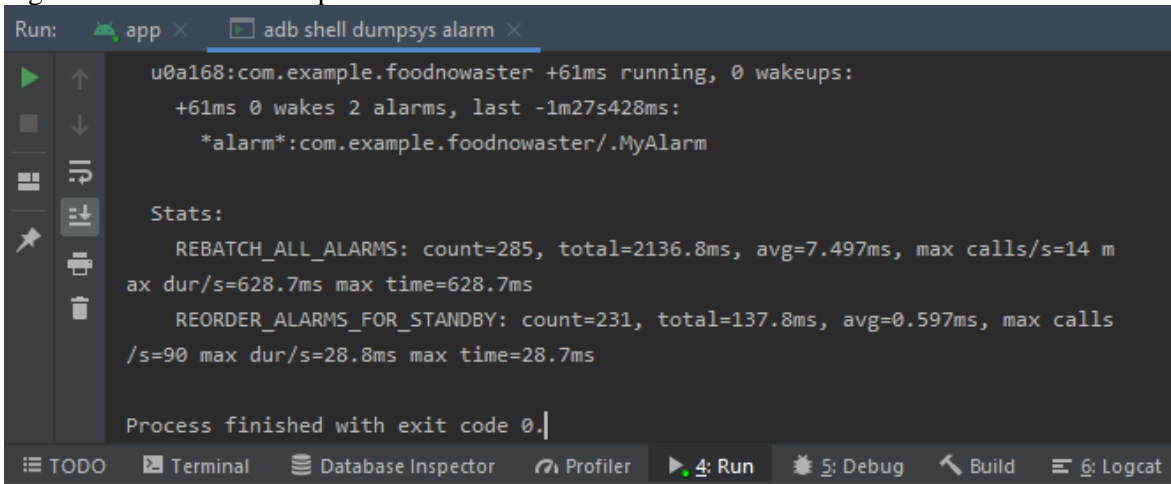 Run: app adb shell dumpsys alarm
u0a168:com.example.foodnowaster +61ms running, 0 wakeups:
+61ms 0 wakes 2 alarms, last -1m27s428ms:
*alarm*:com.example.foodnowaster/.MyAlarm
Stats:
REBATCH_ALL_ALARMS: count=285, total=2136.8ms, avg=7.497ms, max calls/s=14 m
ax dur/s=628.7ms max time=628.7ms
REORDER_ALARMS_FOR_STANDBY: count=231, total=137.8ms, avg=0.597ms, max calls
/s=90 max dur/s=28.8ms max time=28.7ms
Process finished with exit code 0.
TODO Terminal Database Inspector Profiler 4: Run 5: Debug Build 6: Logcat